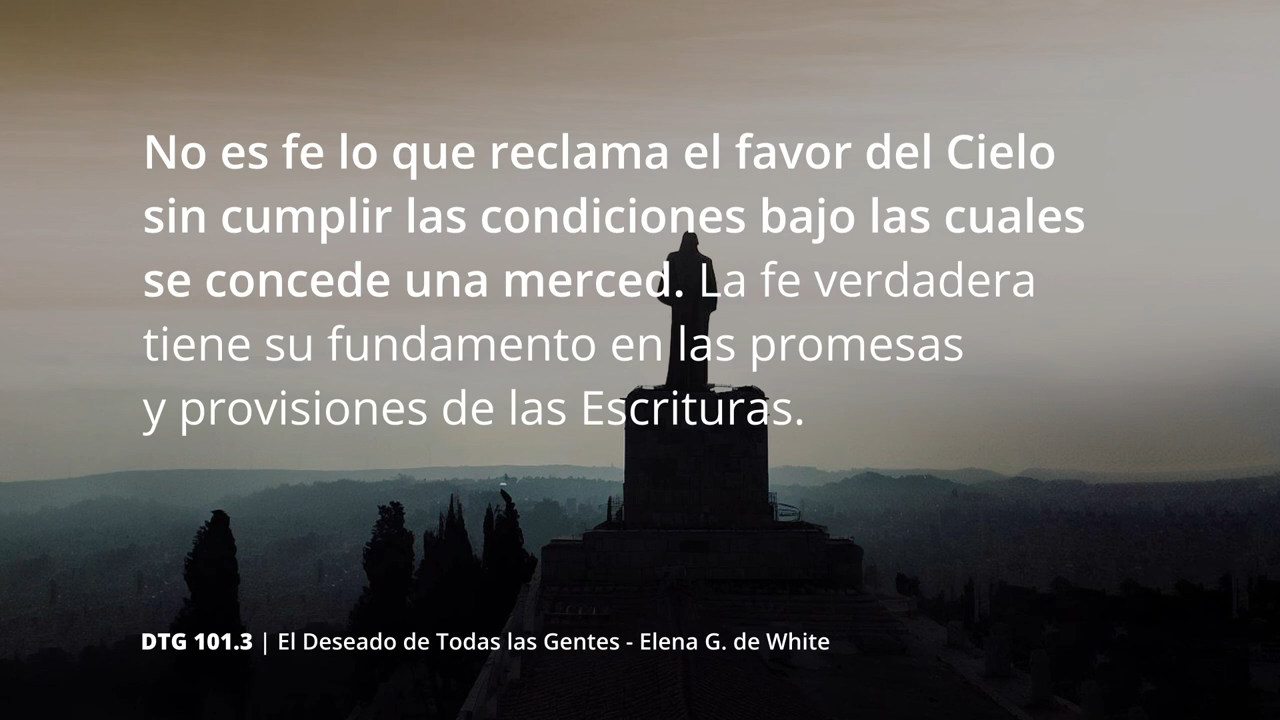 No es fe lo que reclama el favor del Cielo
sin cumplir las condiciones bajo las cuales
se concede una merced. La fe verdadera
tiene su fundamento en las promesas
y provisiones de las Escrituras.
DTG 101.3 | El Deseado de Todas las Gentes - Elena G. de White